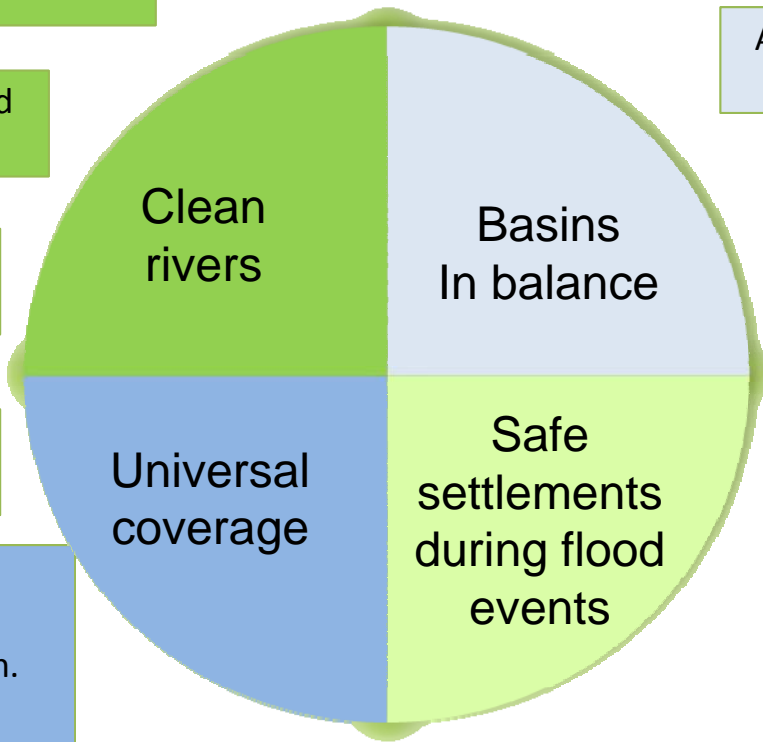 Clean
rivers
Basins
In balance
Universal
coverage
Safe
settlements
during flood
events